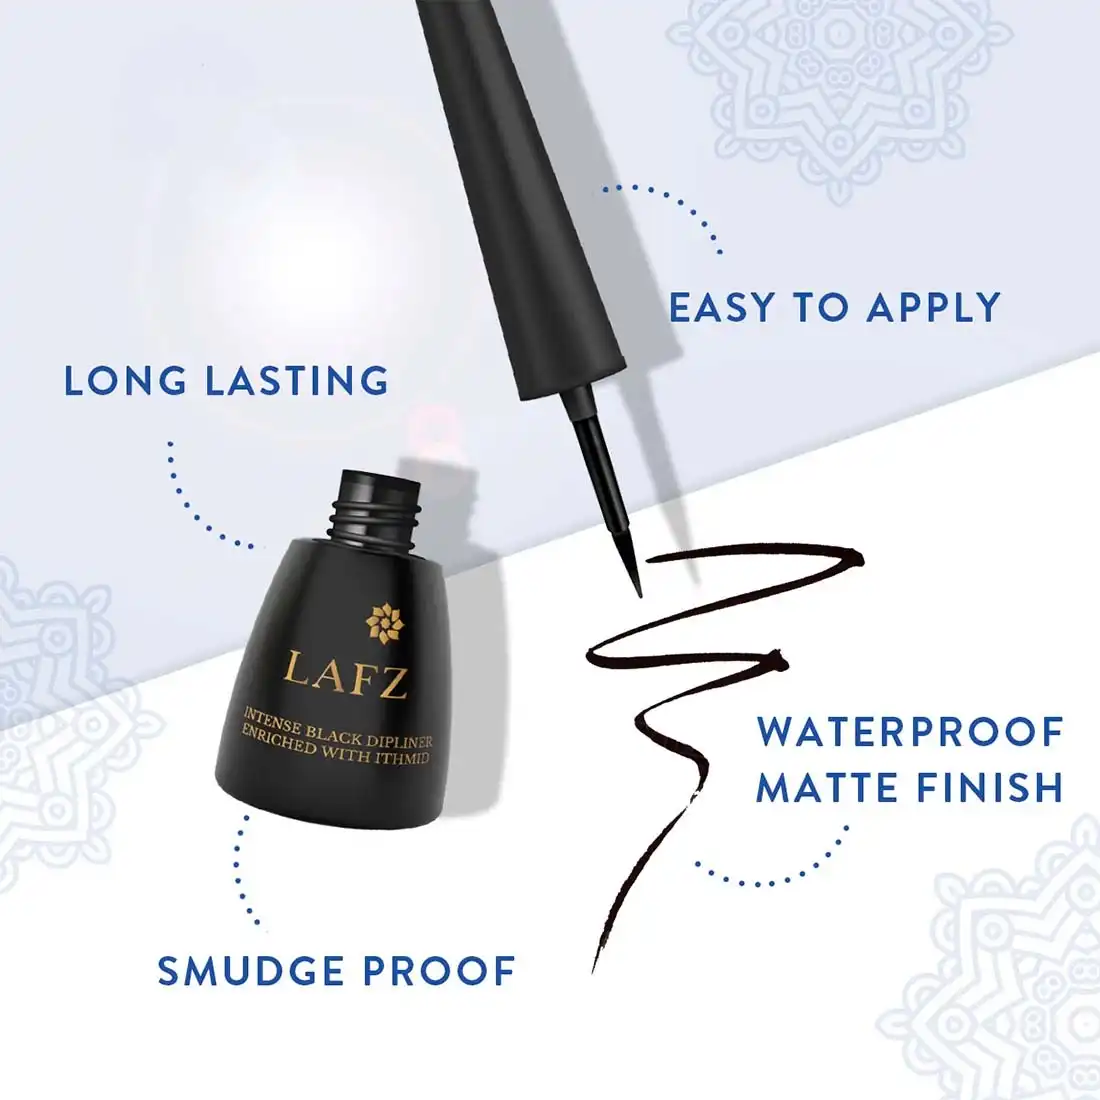 EASY TO APPLY
LONG LASTING
LAFZ
INTENSE BLACK DIPLINER
ENRICHED WITH ITHMID
WATERPROOF
MATTE FINISH
SMUDGE PROOF